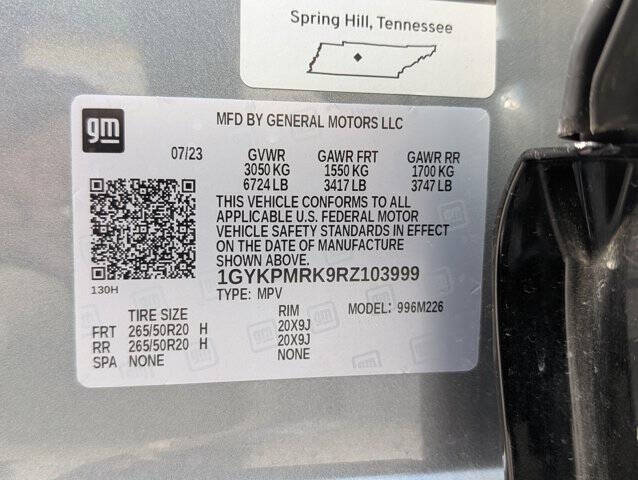 Spring Hill, Tennessee
gm
MFD BY GENERAL MOTORS LLC
07/23 GVWR GAWR FRT GAWR RR
3050 KG 1550 KG 1700 KG
6724 LB 3417 LB 3747 LB
THIS VEHICLE CONFORMS TO ALL
APPLICABLE U.S. FEDERAL MOTOR
VEHICLE SAFETY STANDARDS IN EFFECT
ON THE DATE OF MANUFACTURE
SHOWN ABOVE.
130H
1GYKPMRK9RZ103999
TYPE: MPV MODEL: 996M226
TIRE SIZE RIM
FRT 265/50R20 H 20X9J
RR 265/50R20 H 20X9J
SPA NONE NONE